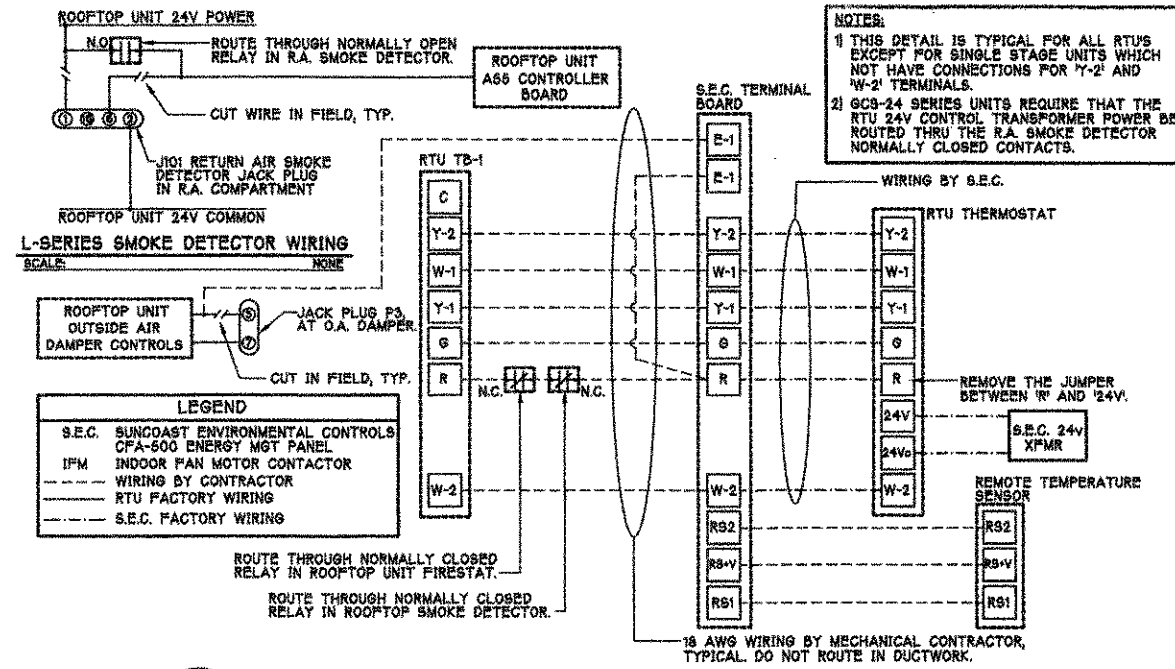 ROOFTOP UNIT 24V POWER
N.O.
ROUTE THROUGH NORMALLY OPEN
RELAY IN R.A. SMOKE DETECTOR.
ROOFTOP UNIT
A55 CONTROLLER
BOARD
CUT WIRE IN FIELD, TYP.
1
6
2
J101 RETURN AIR SMOKE
DETECTOR JACK PLUG
IN R.A. COMPARTMENT
ROOFTOP UNIT 24V COMMON
L-SERIES SMOKE DETECTOR WIRING
SCALE: NONE
ROOFTOP UNIT
OUTSIDE AIR
DAMPER CONTROLS
5
7
JACK PLUG P3,
AT O.A. DAMPER.
CUT IN FIELD, TYP.
LEGEND
S.E.C. SUNCOAST ENVIRONMENTAL CONTROLS
CFA-500 ENERGY MGT PANEL
IFM INDOOR FAN MOTOR CONTACTOR
WIRING BY CONTRACTOR
RTU FACTORY WIRING
S.E.C. FACTORY WIRING
RTU TB-1
C
Y-2
W-1
Y-1
G
R
W-2
N.C.
N.C.
ROUTE THROUGH NORMALLY CLOSED
RELAY IN ROOFTOP UNIT FIRESTAT.
ROUTE THROUGH NORMALLY CLOSED
RELAY IN ROOFTOP SMOKE DETECTOR.
S.E.C. TERMINAL
BOARD
E-1
E-1
Y-2
W-1
Y-1
G
R
W-2
RS2
RS+V
RS1
18 AWG WIRING BY MECHANICAL CONTRACTOR,
TYPICAL. DO NOT ROUTE IN DUCTWORK.
NOTES:
1) THIS DETAIL IS TYPICAL FOR ALL RTU'S
EXCEPT FOR SINGLE STAGE UNITS WHICH
NOT HAVE CONNECTIONS FOR 'Y-2' AND
'W-2' TERMINALS.
2) GCS-24 SERIES UNITS REQUIRE THAT THE
RTU 24V CONTROL TRANSFORMER POWER BE
ROUTED THRU THE R.A. SMOKE DETECTOR
NORMALLY CLOSED CONTACTS.
WIRING BY S.E.C.
RTU THERMOSTAT
Y-2
W-1
Y-1
G
R
24V
24Vo
W-2
REMOVE THE JUMPER
BETWEEN 'R' AND '24V'.
S.E.C. 24v
XFMR
REMOTE TEMPERATURE
SENSOR
RS2
RS+V
RS1